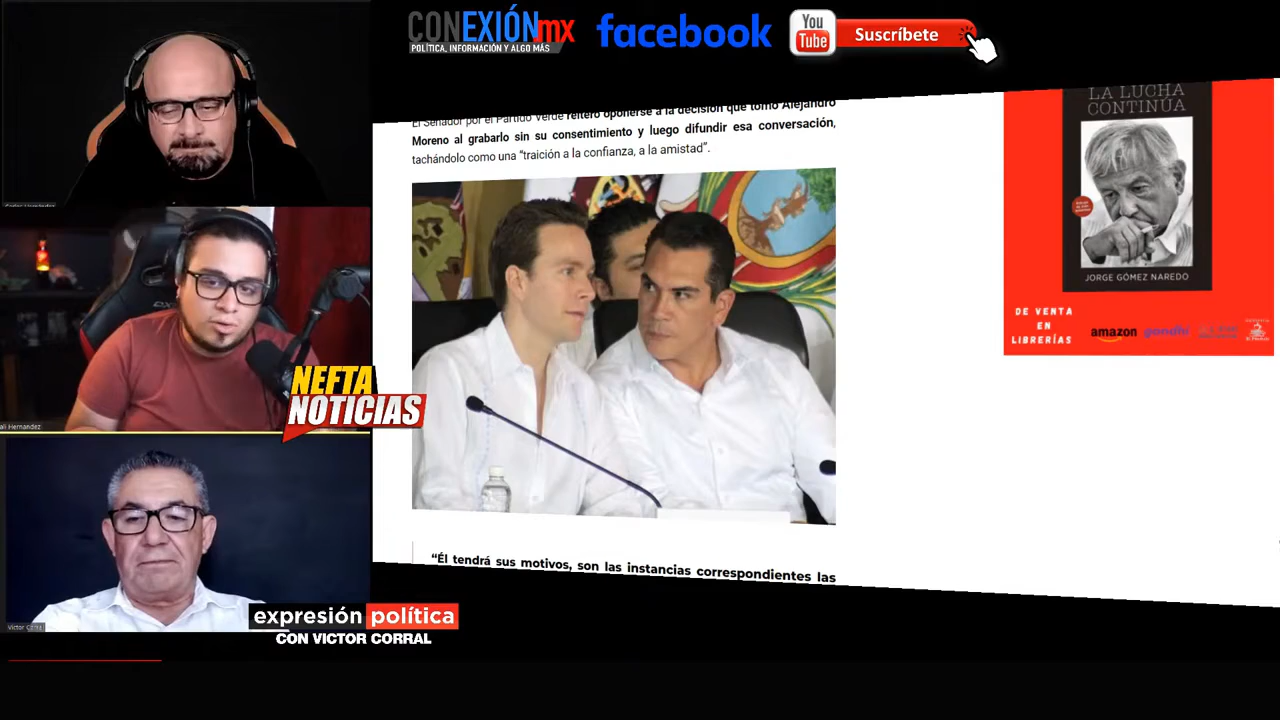 CONEXIÓNmx
POLÍTICA, INFORMACIÓN Y ALGO MÁS
facebook
You
Tube
Suscríbete
El Senador por el Partido Verde reiteró oponerse a la decisión que tomó Alejandro
Moreno al grabarlo sin su consentimiento y luego difundir esa conversación,
tachándolo como una “traición a la confianza, a la amistad”.
“Él tendrá sus motivos, son las instancias correspondientes las
LA LUCHA
CONTINÚA
JORGE GÓMEZ NAREDO
DE VENTA
EN
LIBRERÍAS
amazon
gandhi
NEFTA
NOTICIAS
ali Hernandez
expresión política
CON VICTOR CORRAL